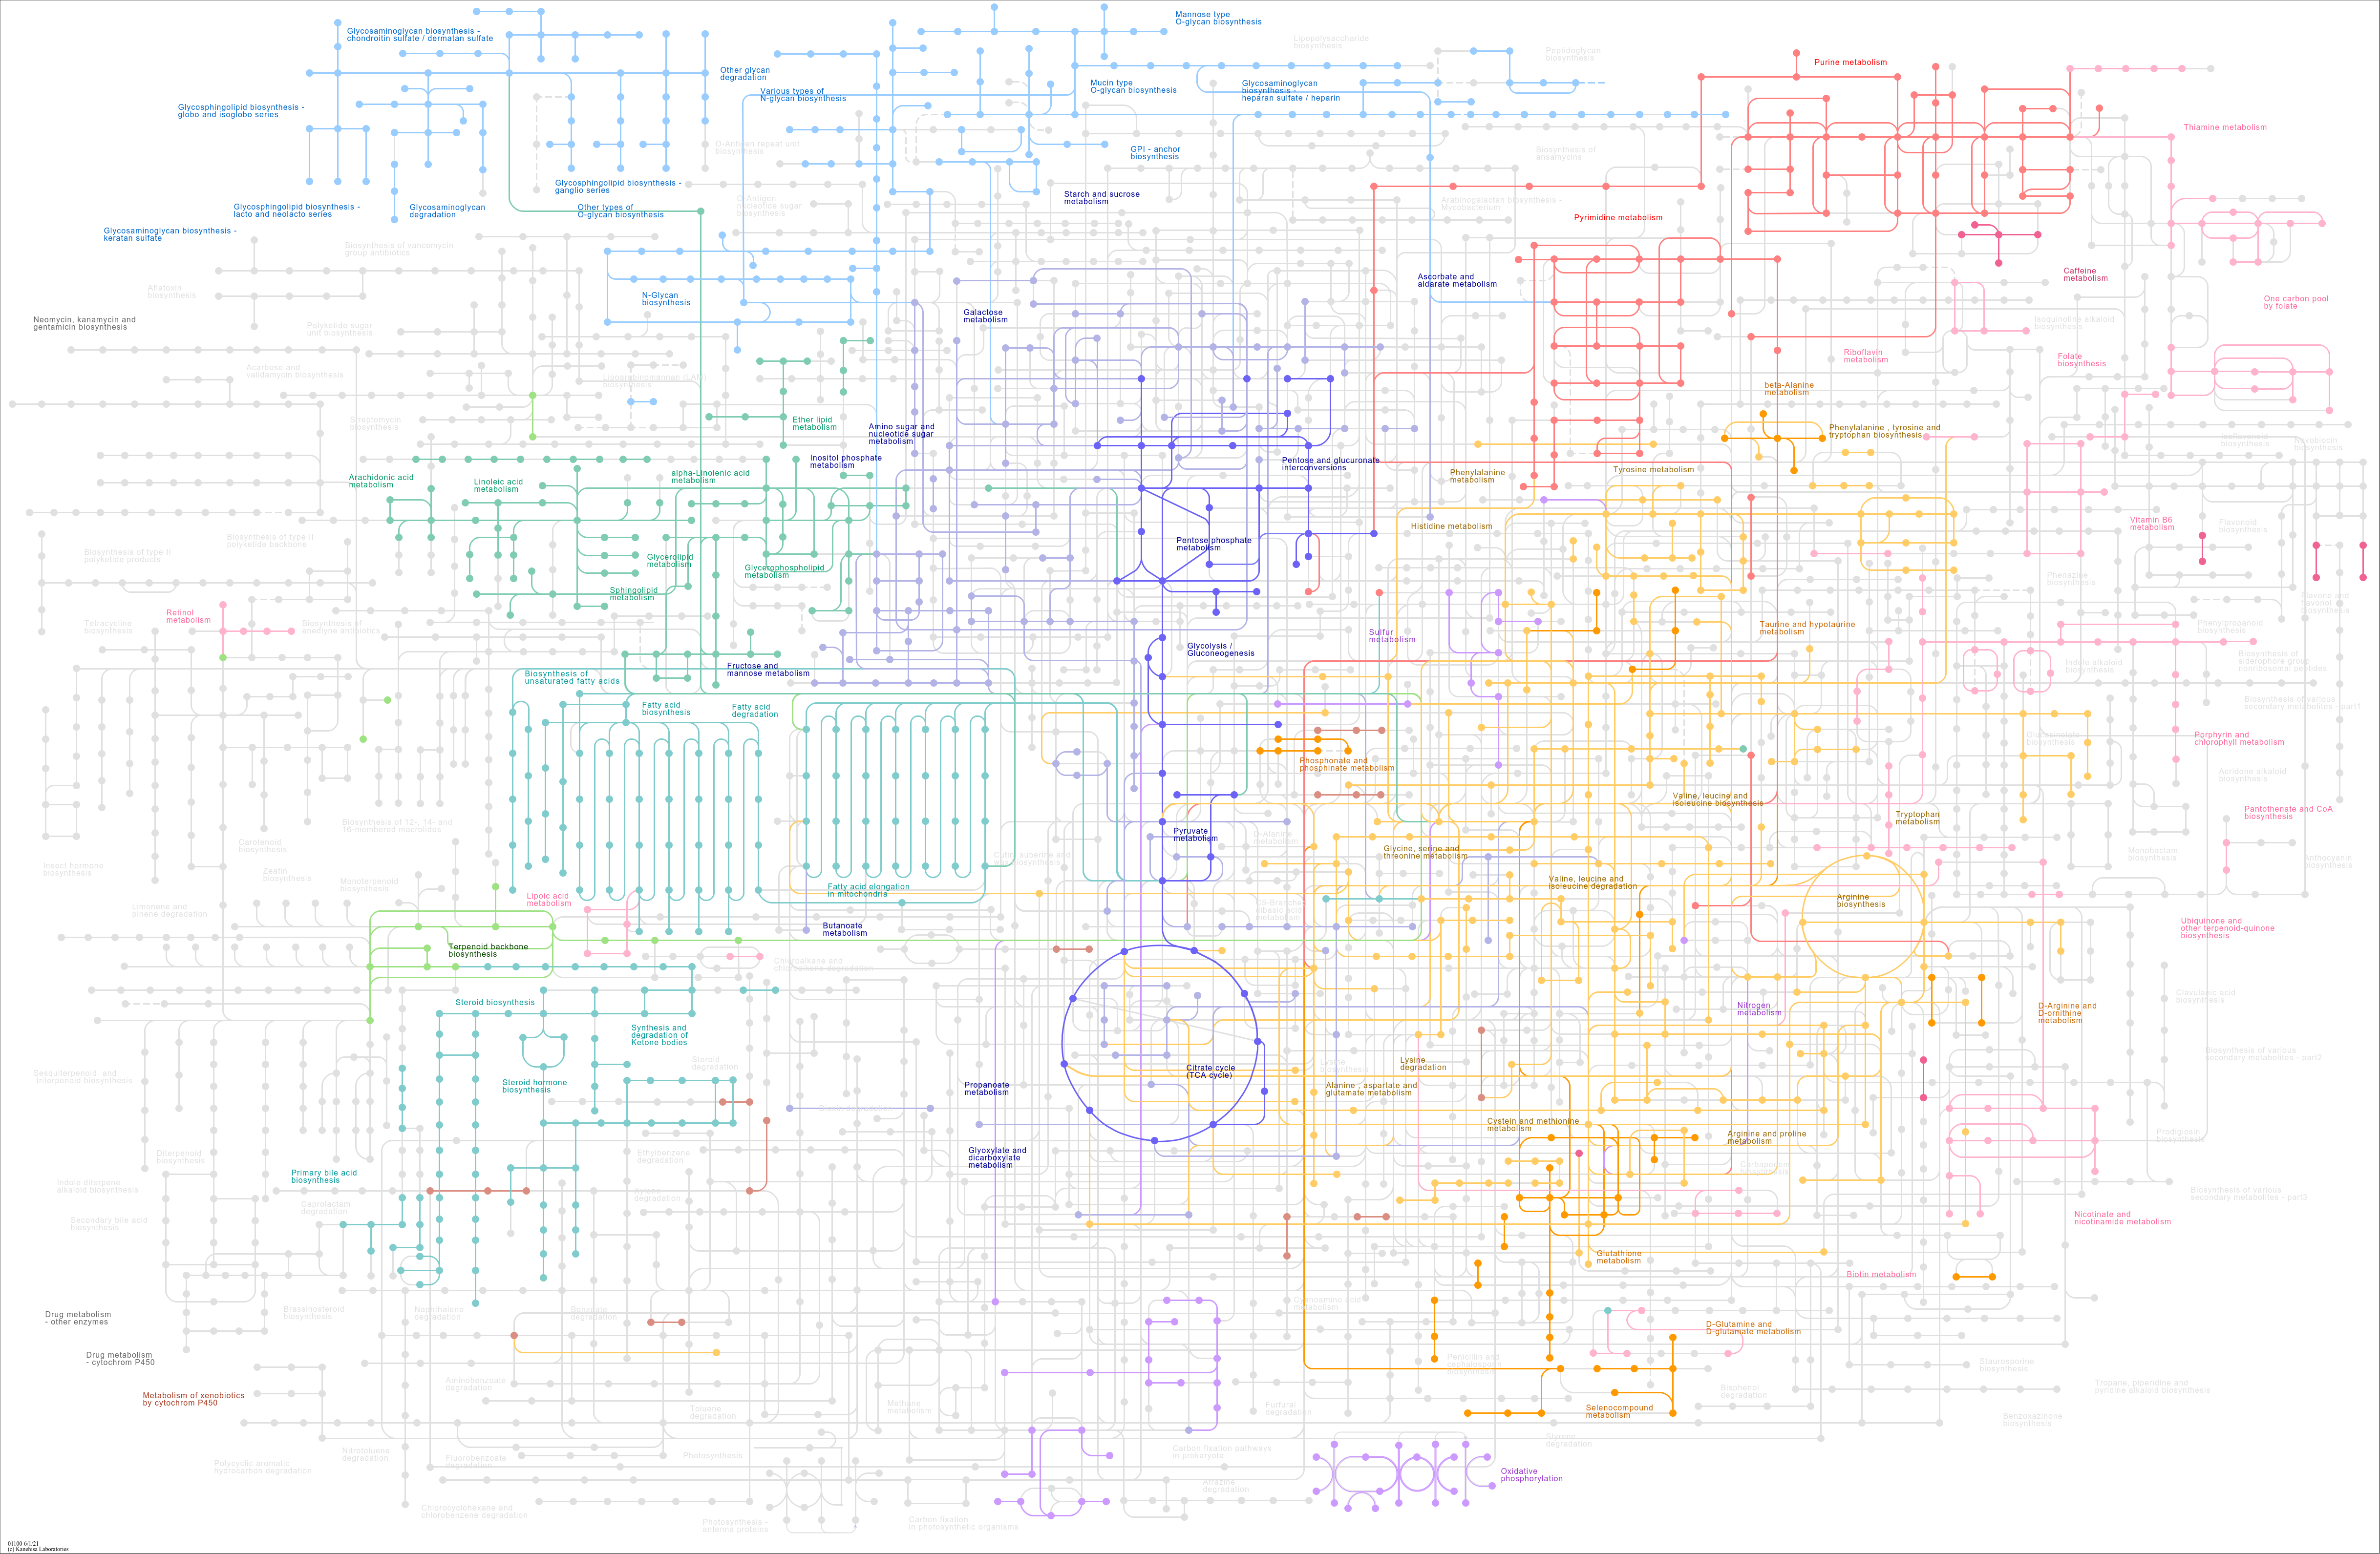 Glycosaminoglycan biosynthesis -
chondroitin sulfate / dermatan sulfate
Mannose type
O-glycan biosynthesis
Lipopolysaccharide
biosynthesis
Peptidoglycan
biosynthesis
Purine metabolism
Other glycan
degradation
Various types of
N-glycan biosynthesis
Mucin type
O-glycan biosynthesis
Glycosaminoglycan
biosynthesis -
heparan sulfate / heparin
Glycosphingolipid biosynthesis -
globo and isoglobo series
Thiamine metabolism
O-Antigen repeat unit
biosynthesis
GPI - anchor
biosynthesis
Biosynthesis of
ansamycins
Glycosphingolipid biosynthesis -
ganglio series
Starch and sucrose
metabolism
O-Antigen
nucleotide sugar
biosynthesis
Arabinogalactan biosynthesis -
Mycobacterium
Glycosphingolipid biosynthesis -
lacto and neolacto series
Glycosaminoglycan
degradation
Other types of
O-glycan biosynthesis
Pyrimidine metabolism
Glycosaminoglycan biosynthesis -
keratan sulfate
Biosynthesis of vancomycin
group antibiotics
Caffeine
metabolism
Ascorbate and
aldarate metabolism
Aflatoxin
biosynthesis
N-Glycan
biosynthesis
One carbon pool
by folate
Galactose
metabolism
Neomycin, kanamycin and
gentamicin biosynthesis
Polyketide sugar
unit biosynthesis
Isoquinoline alkaloid
biosynthesis
Riboflavin
metabolism
Folate
biosynthesis
Acarbose and
validamycin biosynthesis
Lipoarabinomannan (LAM)
biosynthesis
beta-Alanine
metabolism
Streptomycin
biosynthesis
Ether lipid
metabolism
Amino sugar and
nucleotide sugar
metabolism
Phenylalanine , tyrosine and
tryptophan biosynthesis
biosynthesis
Novobiocin
biosynthesis
Inositol phosphate
metabolism
Pentose and glucuronate
interconversions
Phenylalanine
metabolism
Tyrosine metabolism
Arachidonic acid
metabolism
Linoleic acid
metabolism
alpha-Linolenic acid
metabolism
Vitamin B6
metabolism
Flavonoid
biosynthesis
Histidine metabolism
Biosynthesis of type II
polyketide backbone
Biosynthesis of type II
polyketide products
Pentose phosphate
metabolism
Glycerolipid
metabolism
Glycerophospholipid
metabolism
Phenazine
biosynthesis
Sphingolipid
metabolism
Flavone and
flavonol
biosynthesis
Retinol
metabolism
Tetracycline
biosynthesis
Biosynthesis of
enediyne antibiotics
Sulfur
metabolism
Taurine and hypotaurine
metabolism
Phenylpropanoid
biosynthesis
Glycolysis /
Gluconeogenesis
Fructose and
mannose metabolism
Indole alkaloid
biosynthesis
Biosynthesis of
siderophore group
nonribosomal peptides
Biosynthesis of
unsaturated fatty acids
Fatty acid
biosynthesis
Fatty acid
degradation
Biosynthesis of various
secondary metabolites - part1
Glucosinolate
biosynthesis
Porphyrin and
chlorophyll metabolism
Phosphonate and
phosphinate metabolism
Acridone alkaloid
biosynthesis
Valine, leucine and
isoleucine biosynthesis
Pantothenate and CoA
biosynthesis
Tryptophan
metabolism
Biosynthesis of 12-, 14- and
16-membered macrolides
Pyruvate
metabolism
D-Alanine
metabolism
Carotenoid
biosynthesis
Glycine, serine and
threonine metabolism
Cutin, suberine and
wax biosynthesis
Monobactam
biosynthesis
Anthocyanin
biosynthesis
Insect hormone
biosynthesis
Zeatin
biosynthesis
Monoterpenoid
biosynthesis
Fatty acid elongation
in mitochondria
Valine, leucine and
isoleucine degradation
Arginine
biosynthesis
Lipoic acid
metabolism
C5-Branched
dibasic acid
metabolism
Limonene and
pinene degradation
Butanoate
metabolism
Ubiquinone and
other terpenoid-quinone
biosynthesis
Terpenoid backbone
biosynthesis
Chloroalkane and
chloroalkene degradation
Clavulanic acid
biosynthesis
Steroid biosynthesis
Nitrogen
metabolism
D-Arginine and
D-ornithine
metabolism
Synthesis and
degradation of
Ketone bodies
Steroid
degradation
Lysine
biosynthesis
Lysine
degradation
Biosynthesis of various
secondary metabolites - part2
Sesquiterpenoid and
triterpenoid biosynthesis
Steroid hormone
biosynthesis
Propanoate
metabolism
Citrate cycle
(TCA cycle)
Alanine , aspartate and
glutamate metabolism
Dioxin degradation
Cystein and methionine
metabolism
Arginine and proline
metabolism
Prodigiosin
biosynthesis
Diterpenoid
biosynthesis
Ethylbenzene
degradation
Glyoxylate and
dicarboxylate
metabolism
Carbapenem
biosynthesis
Primary bile acid
biosynthesis
Indole diterpene
alkaloid biosynthesis
Xylene
degradation
Biosynthesis of various
secondary metabolites - part3
Caprolactam
degradation
Secondary bile acid
biosynthesis
Nicotinate and
nicotinamide metabolism
Glutathione
metabolism
Biotin metabolism
Cyanoamino acid
metabolism
Drug metabolism
- other enzymes
Brassinosteroid
biosynthesis
Naphthalene
degradation
Benzoate
degradation
D-Glutamine and
D-glutamate metabolism
Drug metabolism
- cytochrom P450
Penicillin and
cephalosporin
biosynthesis
Staurosporine
biosynthesis
Aminobenzoate
degradation
Bisphenol
degradation
Tropane, piperidine and
pyridine alkaloid biosynthesis
Metabolism of xenobiotics
by cytochrom P450
Methane
metabolism
Furfural
degradation
Selenocompound
metabolism
Toluene
degradation
Benzoxazinone
biosynthesis
Styrene
degradation
Nitrotoluene
degradation
Fluorobenzoate
degradation
Photosynthesis
Carbon fixation pathways
in prokaryote
Polycyclic aromatic
hydrocarbon degradation
Oxidative
phosphorylation
Atrazine
degradation
Chlorocyclohexane and
chlorobenzene degradation
Photosynthesis -
antenna proteins
Carbon fixation
in photosynthetic organisms
01100 6/1/21
(c) Kanehisa Laboratories